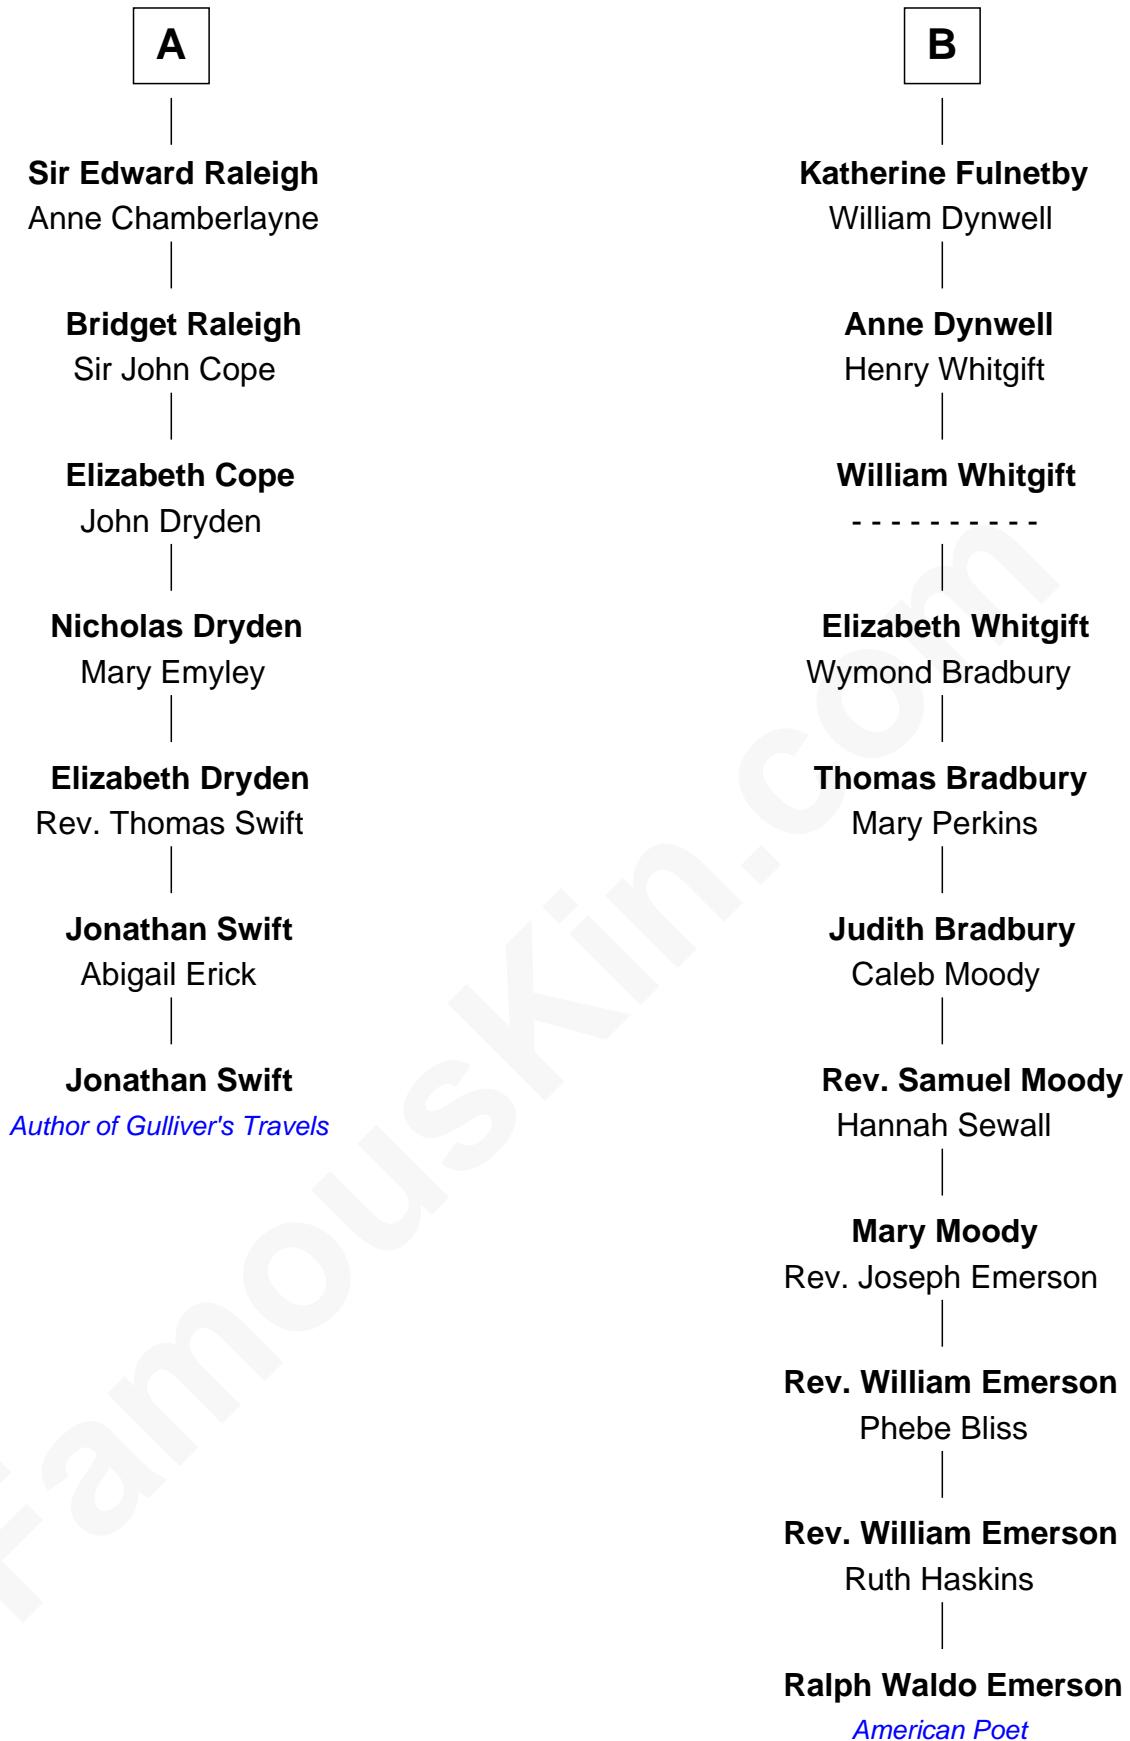 A
Sir Edward Raleigh
Anne Chamberlayne
Bridget Raleigh
Sir John Cope
Elizabeth Cope
John Dryden
Nicholas Dryden
Mary Emyley
Elizabeth Dryden
Rev. Thomas Swift
Jonathan Swift
Abigail Erick
Jonathan Swift
Author of Gulliver's Travels
B
Katherine Fulnetby
William Dynwell
Anne Dynwell
Henry Whitgift
William Whitgift
- - - - - - - - - -
Elizabeth Whitgift
Wymond Bradbury
Thomas Bradbury
Mary Perkins
Judith Bradbury
Caleb Moody
Rev. Samuel Moody
Hannah Sewall
Mary Moody
Rev. Joseph Emerson
Rev. William Emerson
Phebe Bliss
Rev. William Emerson
Ruth Haskins
Ralph Waldo Emerson
American Poet
FamousKin.com